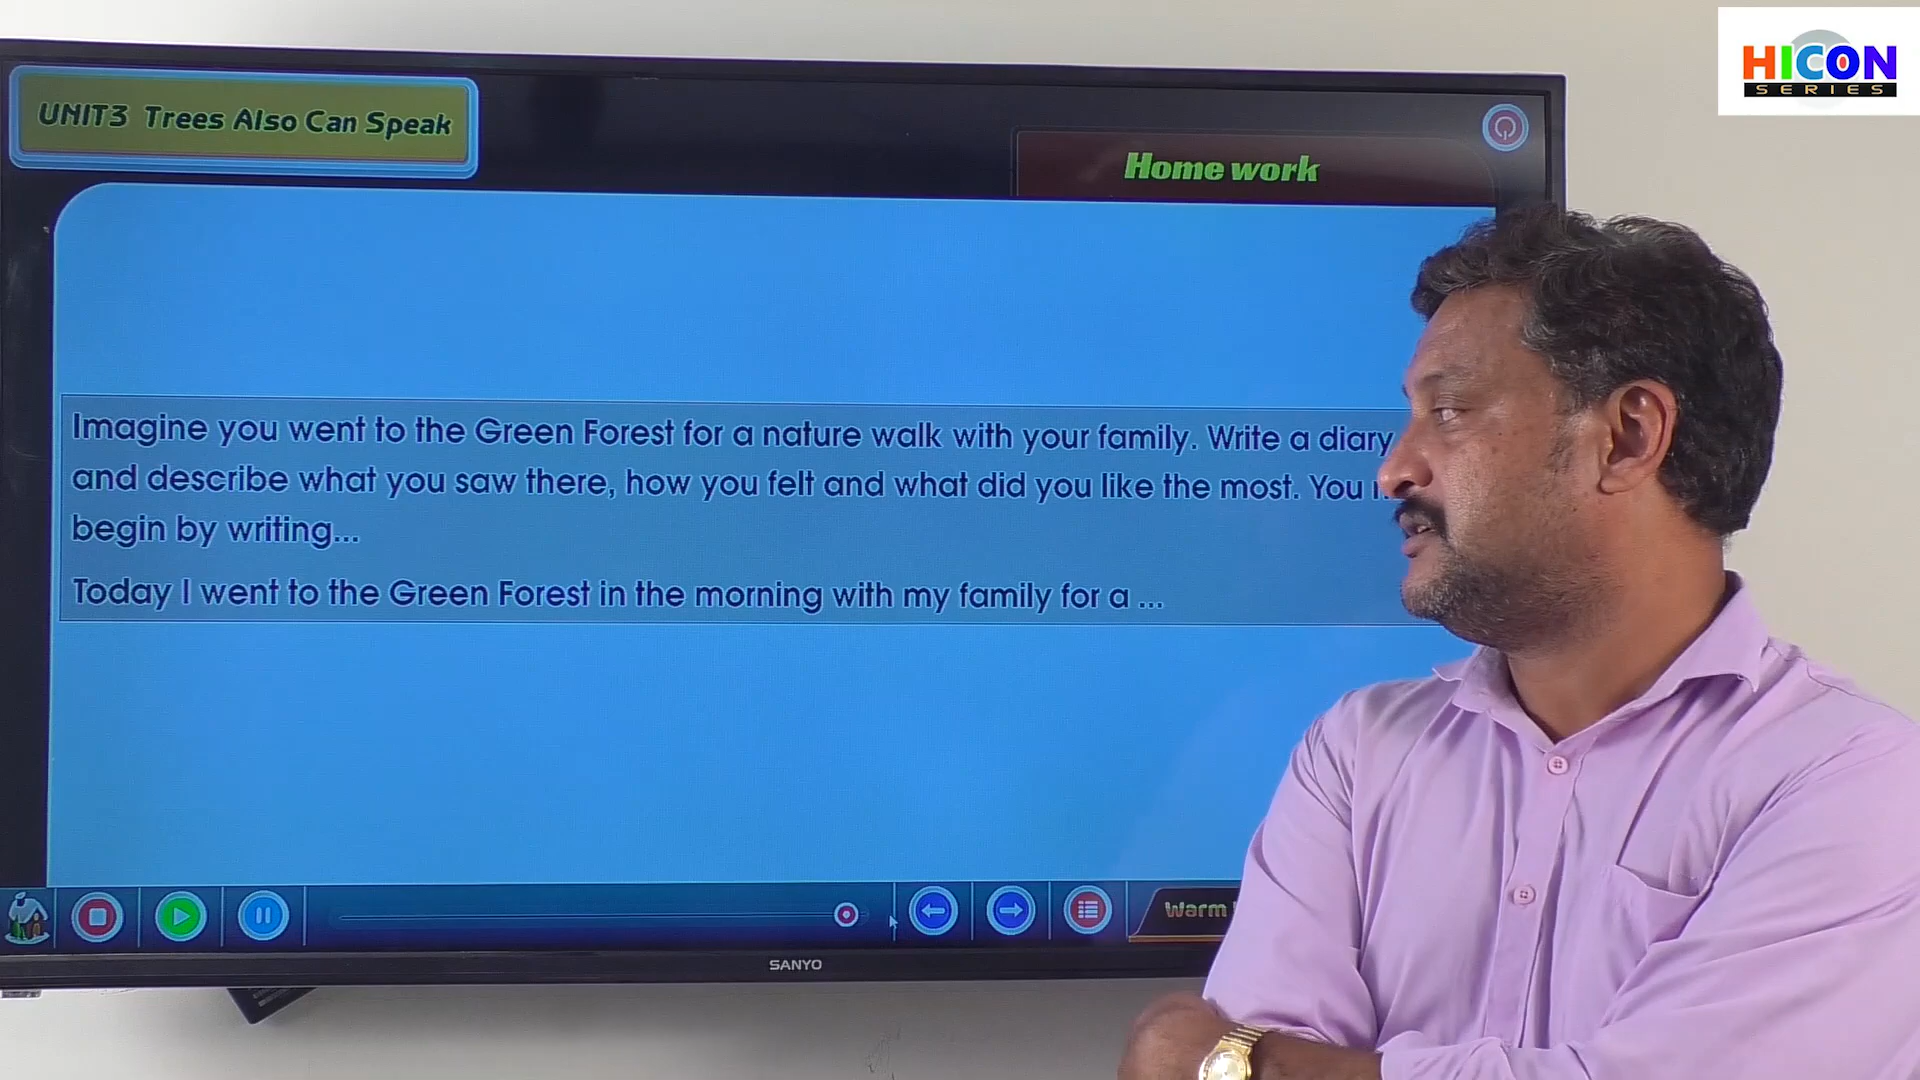 HICON
SERIES
UNIT3 Trees Also Can Speak
Home work
Imagine you went to the Green Forest for a nature walk with your family. Write a diary
and describe what you saw there, how you felt and what did you like the most. You
begin by writing...
Today I went to the Green Forest in the morning with my family for a ...
Warm
SANYO